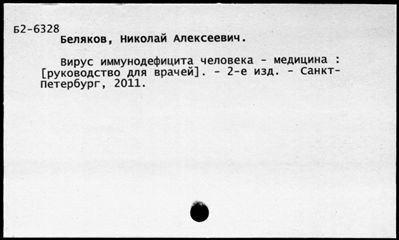 Б2-6328
Беляков, Николай Алексеевич.
Вирус иммунодефицита человека - медицина :
[руководство для врачей]. - 2-е изд. - Санкт-
Петербург, 2011.